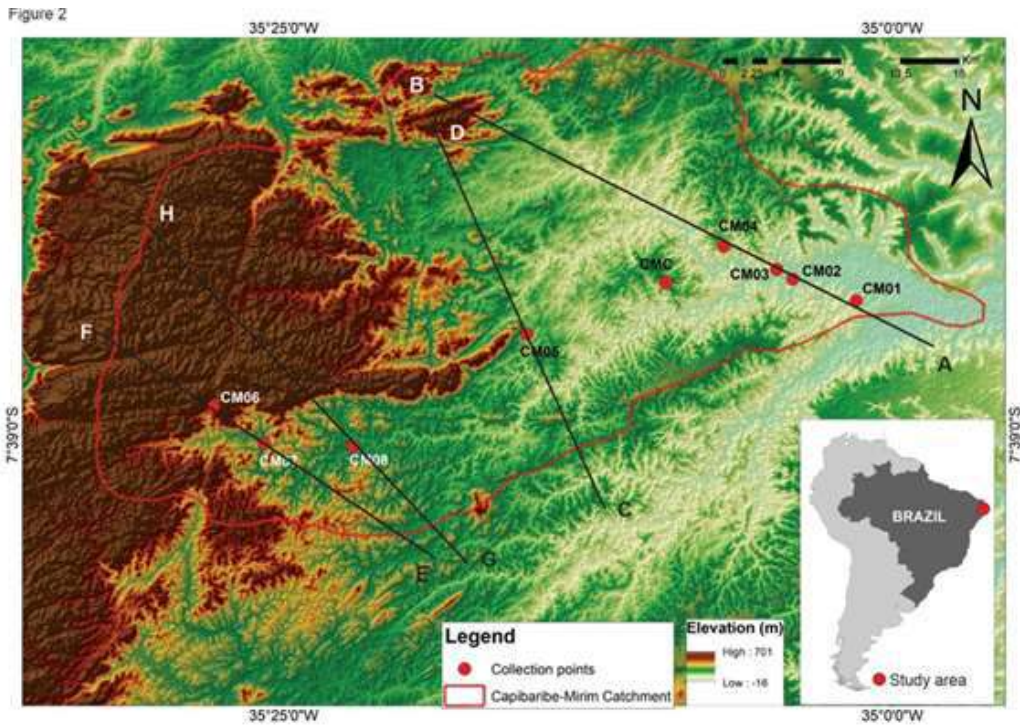 Figure 2
35°25'0"W
35°0'0"W
B
D
N
H
CM04
CMC
CM03
CM02
CM01
F
CM05
A
CM06
7°39'0"S
7°39'0"S
CM07
CM08
C
BRAZIL
E
G
Legend
Collection points
Capibaribe-Mirim Catchment
Elevation (m)
High : 701
Low : -16
Study area
35°25'0"W
35°0'0"W